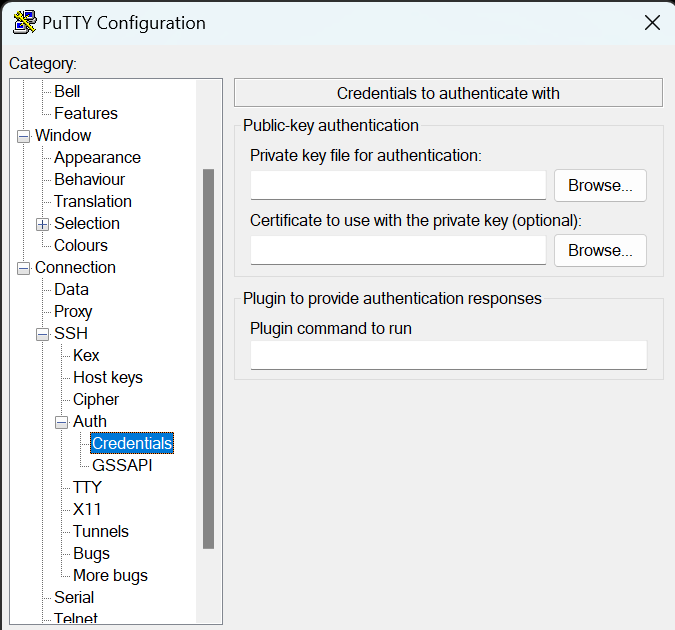 PuTTY Configuration
Category:
Bell
Features
Window
Appearance
Behaviour
Translation
Selection
Colours
Connection
Data
Proxy
SSH
Kex
Host keys
Cipher
Auth
Credentials
GSSAPI
TTY
X11
Tunnels
Bugs
More bugs
Serial
Telnet
Credentials to authenticate with
Public-key authentication
Private key file for authentication:
Browse...
Certificate to use with the private key (optional):
Browse...
Plugin to provide authentication responses
Plugin command to run